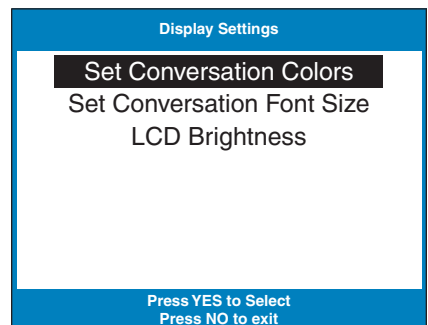 Display Settings
Set Conversation Colors
Set Conversation Font Size
LCD Brightness
Press YES to Select
Press NO to exit